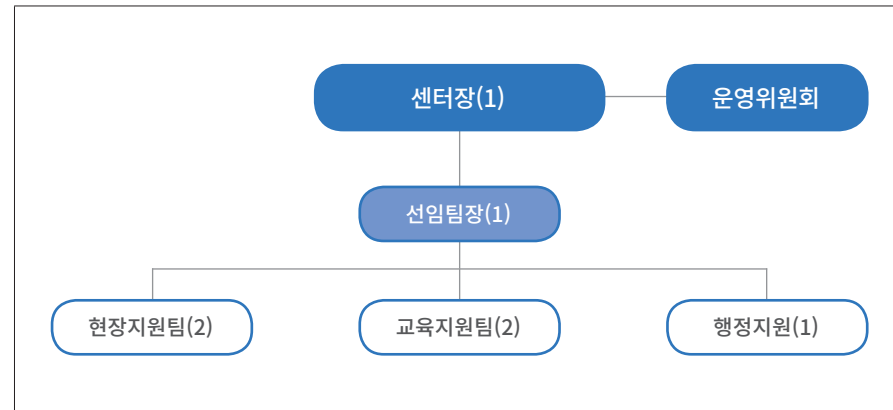 센터장(1)
운영위원회
선임팀장(1)
현장지원팀(2)
교육지원팀(2)
행정지원(1)